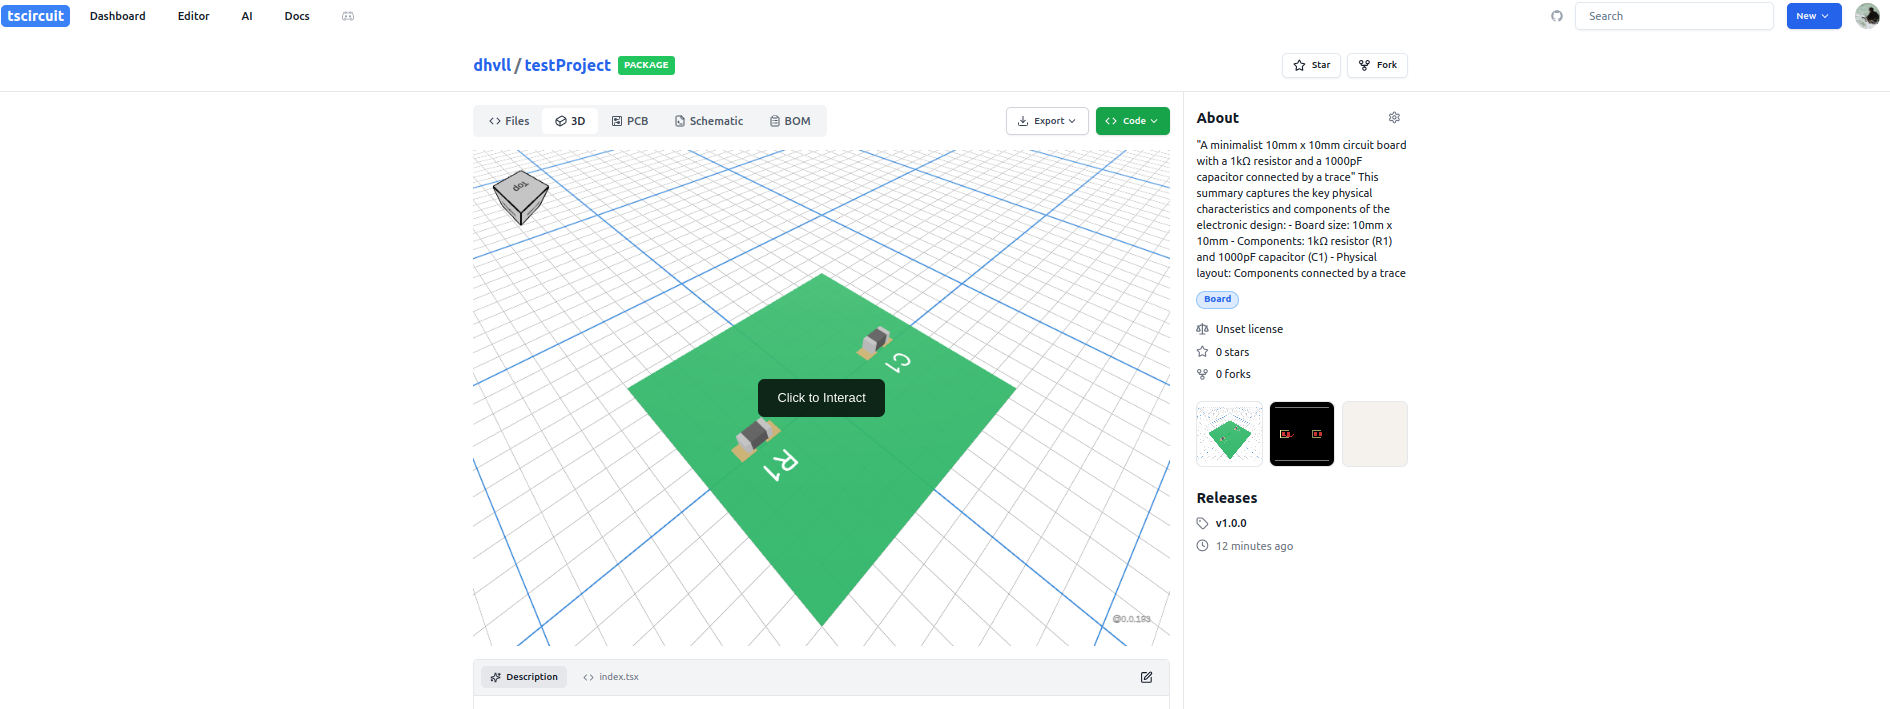 tscircuit Dashboard Editor AI Docs Search New
dhvll / testProject PACKAGE Star Fork
Files 3D PCB Schematic BOM Export Code
Top
C1
Click to Interact
R1
@0.0.193
Description index.tsx
About
"A minimalist 10mm x 10mm circuit board
with a 1kΩ resistor and a 1000pF
capacitor connected by a trace" This
summary captures the key physical
characteristics and components of the
electronic design: - Board size: 10mm x
10mm - Components: 1kΩ resistor (R1)
and 1000pF capacitor (C1) - Physical
layout: Components connected by a trace
Board
Unset license
0 stars
0 forks
Releases
v1.0.0
12 minutes ago